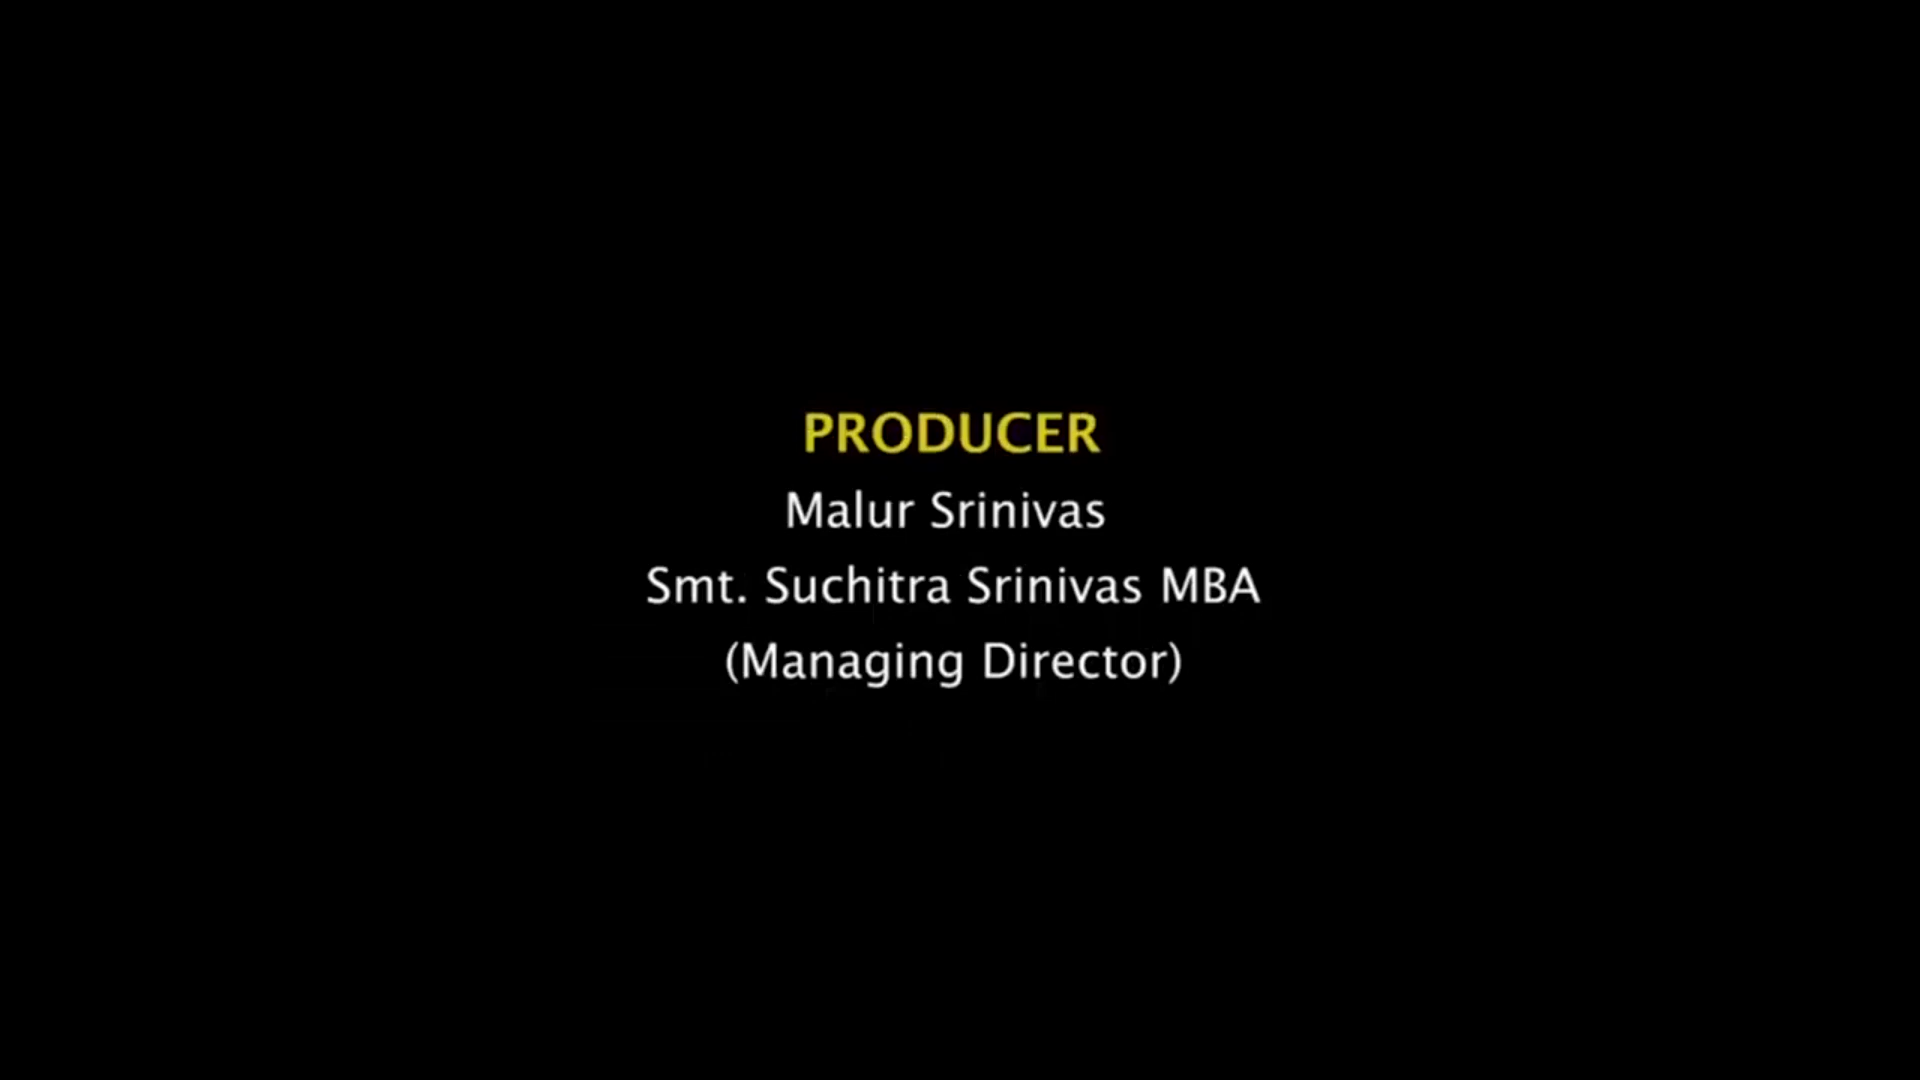 PRODUCER
Malur Srinivas
Smt. Suchitra Srinivas MBA
(Managing Director)